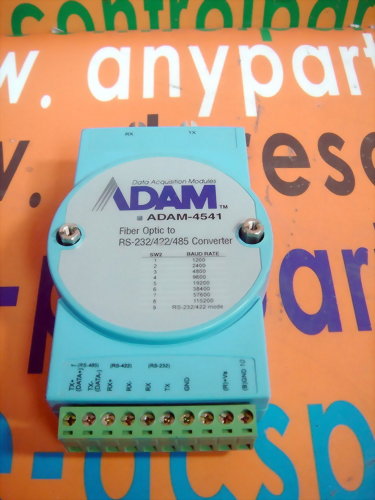 w. anypart
RX TX
Data Acquisition Modules
ADAM™
ADAM-4541
Fiber Optic to
RS-232/422/485 Converter
SW2 BAUD RATE
1 1200
2 2400
3 4800
4 9600
5 19200
6 38400
7 57600
8 115200
9 RS-232/422 mode
(RS-485) (RS-422) (RS-232)
TX+ (DATA+) TX- (DATA-) RX+ RX- RX TX GND (R)+Vs (B)GND 10